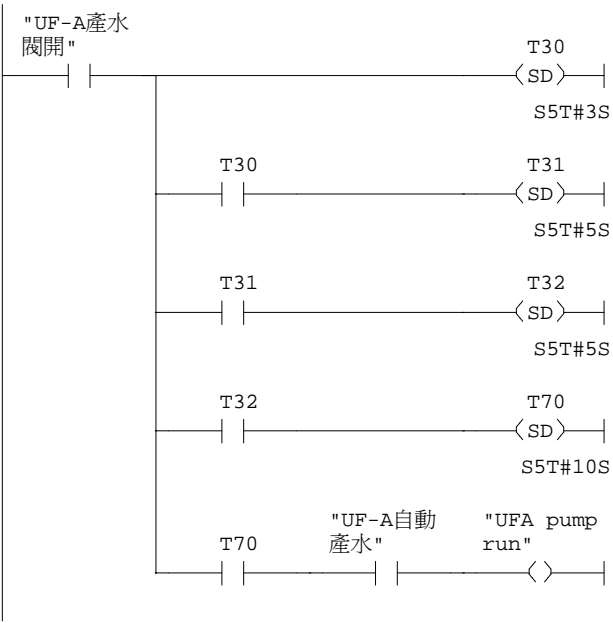 "UF-A產水
閥開"
T30
SD
S5T#3S
T30
T31
SD
S5T#5S
T31
T32
SD
S5T#5S
T32
T70
SD
S5T#10S
T70
"UF-A自動
產水"
"UFA pump
run"